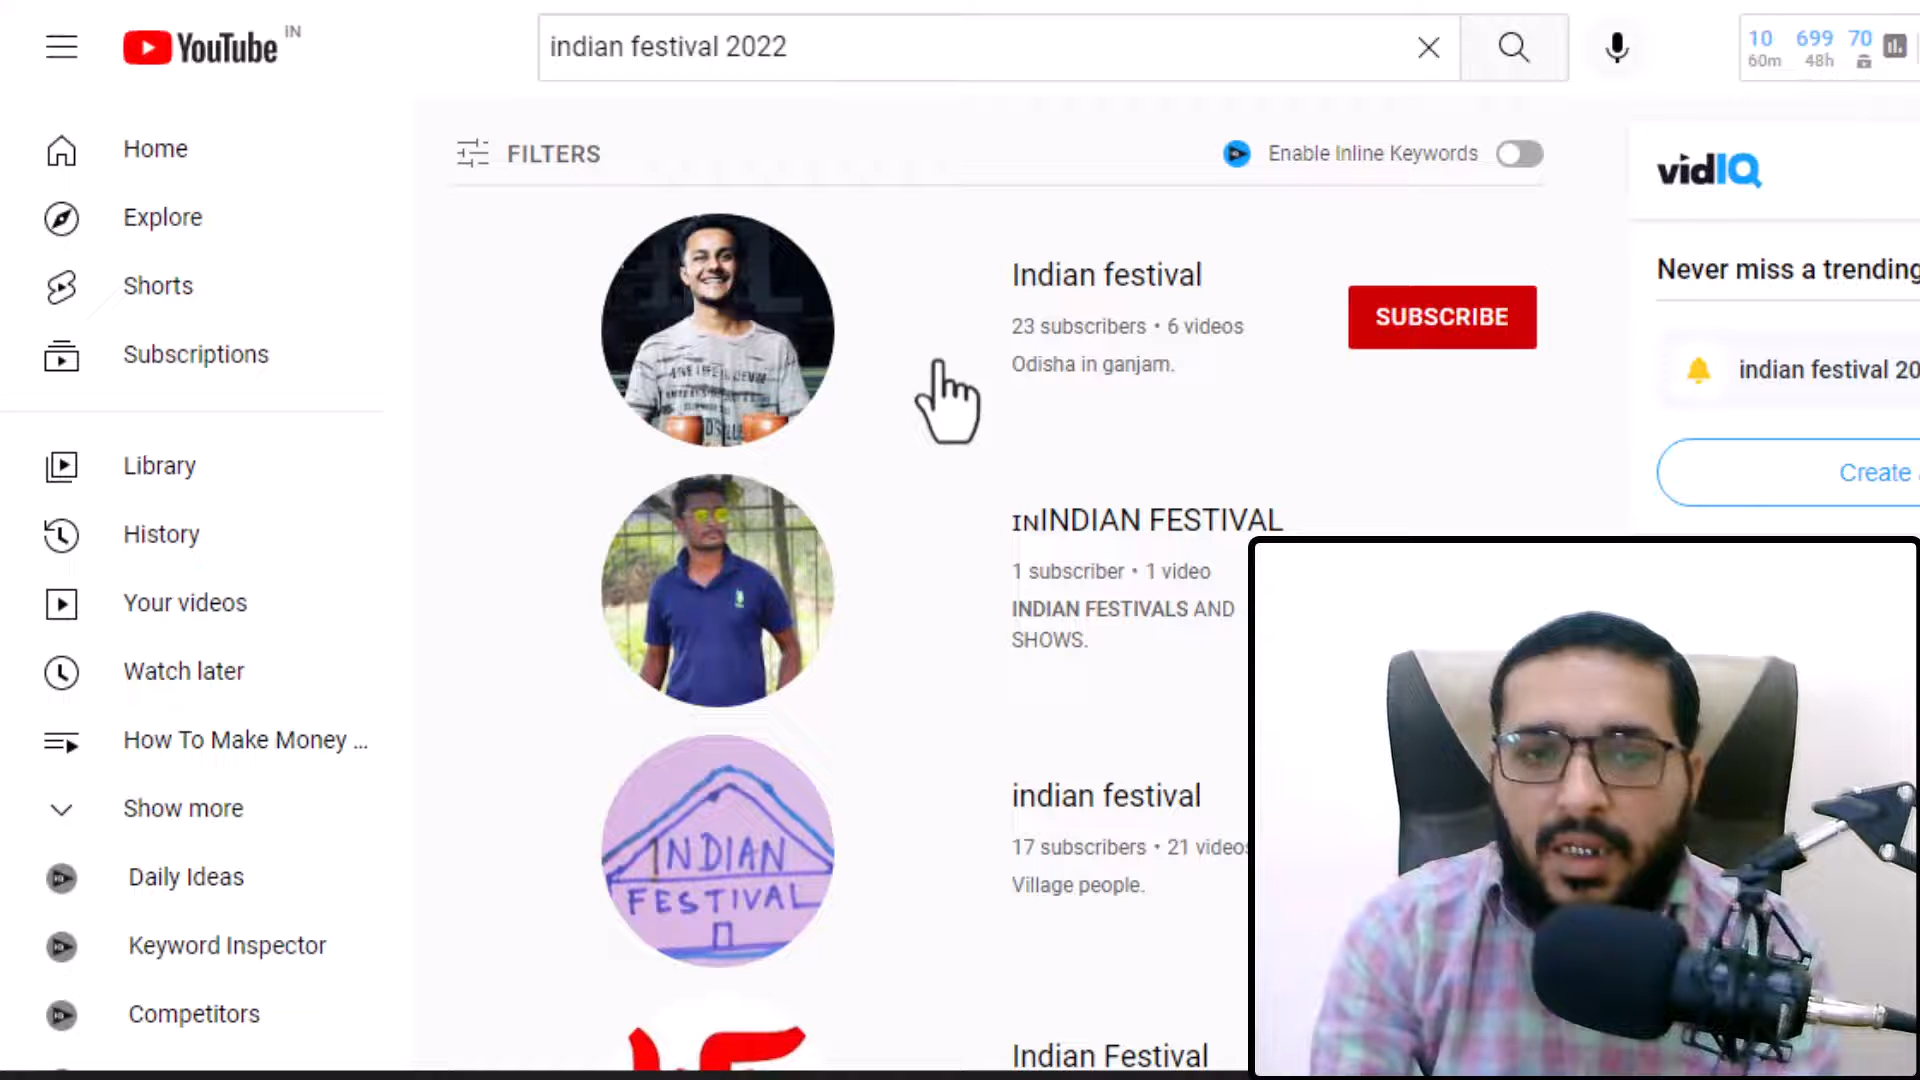 YouTube IN
indian festival 2022
10 699 70
60m 48h
Home
Explore
Shorts
Subscriptions
Library
History
Your videos
Watch later
How To Make Money ...
Show more
Daily Ideas
Keyword Inspector
Competitors
FILTERS
Enable Inline Keywords
Indian festival
23 subscribers • 6 videos
Odisha in ganjam.
SUBSCRIBE
INDIAN
FESTIVAL
ININDIAN FESTIVAL
1 subscriber • 1 video
INDIAN FESTIVALS AND
SHOWS.
indian festival
17 subscribers • 21 videos
Village people.
Indian Festival
vidIQ
Never miss a trending
indian festival 20
Create